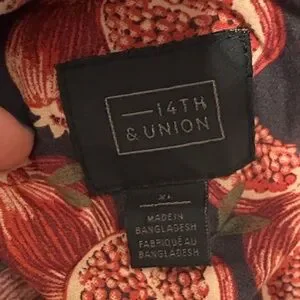 14TH
& UNION
XL
MADE IN
BANGLADESH
FABRIQUÉ AU
BANGLADESH